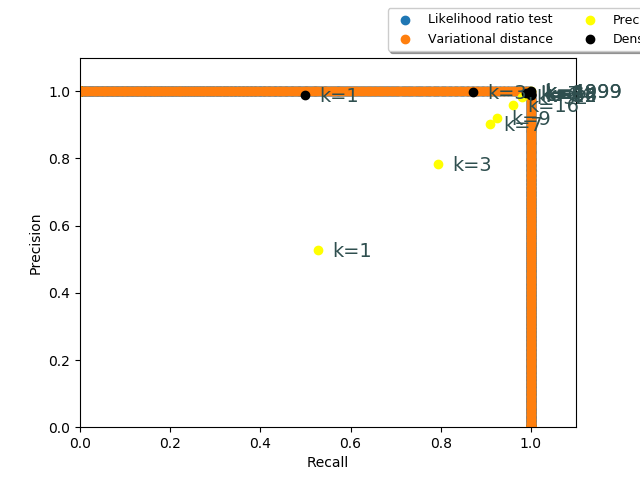 Likelihood ratio test
Variational distance
Prec
Dens
1.0
0.8
0.6
0.4
0.2
0.0
Precision
k=1
k=3
k=16
k=9
k=7
k=3
k=1
0.0
0.2
0.4
0.6
0.8
1.0
Recall